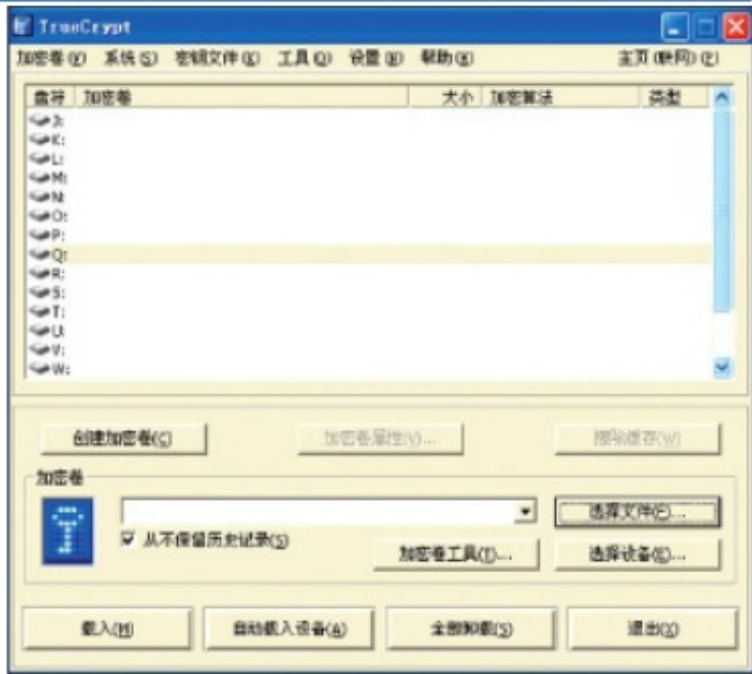 TrueCrypt
加密卷(V) 系统(S) 密钥文件(K) 工具(O) 设置(B) 帮助(E) 主页(联网)(P)
盘符 加密卷 大小 加密算法 类型
J:
K:
L:
M:
N:
O:
P:
Q:
R:
S:
T:
U:
V:
W:
创建加密卷(C) 加密卷属性(V)... 擦除缓存(W)
加密卷
选择文件(F)...
从不保留历史记录(S)
加密卷工具(T)... 选择设备(E)...
载入(M) 自动载入设备(A) 全部卸载(S) 退出(X)